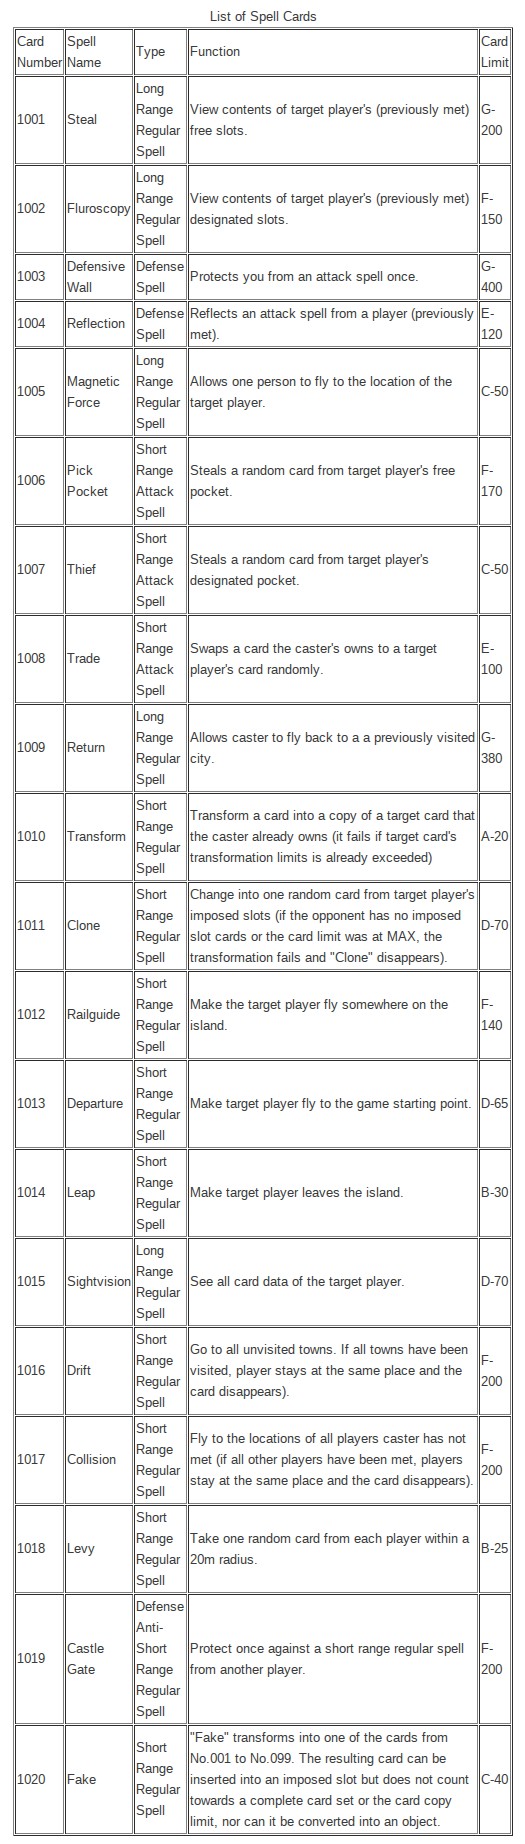 List of Spell Cards
Card Number | Spell Name | Type | Function | Card Limit
1001 | Steal | Long Range Regular Spell | View contents of target player's (previously met) free slots. | G-200
1002 | Fluroscopy | Long Range Regular Spell | View contents of target player's (previously met) designated slots. | F-150
1003 | Defensive Wall | Defense Spell | Protects you from an attack spell once. | G-400
1004 | Reflection | Defense Spell | Reflects an attack spell from a player (previously met). | E-120
1005 | Magnetic Force | Long Range Regular Spell | Allows one person to fly to the location of the target player. | C-50
1006 | Pick Pocket | Short Range Attack Spell | Steals a random card from target player's free pocket. | F-170
1007 | Thief | Short Range Attack Spell | Steals a random card from target player's designated pocket. | C-50
1008 | Trade | Short Range Attack Spell | Swaps a card the caster's owns to a target player's card randomly. | E-100
1009 | Return | Long Range Regular Spell | Allows caster to fly back to a a previously visited city. | G-380
1010 | Transform | Short Range Regular Spell | Transform a card into a copy of a target card that the caster already owns (it fails if target card's transformation limits is already exceeded) | A-20
1011 | Clone | Short Range Regular Spell | Change into one random card from target player's imposed slots (if the opponent has no imposed slot cards or the card limit was at MAX, the transformation fails and "Clone" disappears). | D-70
1012 | Railguide | Short Range Regular Spell | Make the target player fly somewhere on the island. | F-140
1013 | Departure | Short Range Regular Spell | Make target player fly to the game starting point. | D-65
1014 | Leap | Short Range Regular Spell | Make target player leaves the island. | B-30
1015 | Sightvision | Long Range Regular Spell | See all card data of the target player. | D-70
1016 | Drift | Short Range Regular Spell | Go to all unvisited towns. If all towns have been visited, player stays at the same place and the card disappears). | F-200
1017 | Collision | Short Range Regular Spell | Fly to the locations of all players caster has not met (if all other players have been met, players stay at the same place and the card disappears). | F-200
1018 | Levy | Short Range Regular Spell | Take one random card from each player within a 20m radius. | B-25
1019 | Castle Gate | Defense Anti-Short Range Regular Spell | Protect once against a short range regular spell from another player. | F-200
1020 | Fake | Short Range Regular Spell | "Fake" transforms into one of the cards from No.001 to No.099. The resulting card can be inserted into an imposed slot but does not count towards a complete card set or the card copy limit, nor can it be converted into an object. | C-40